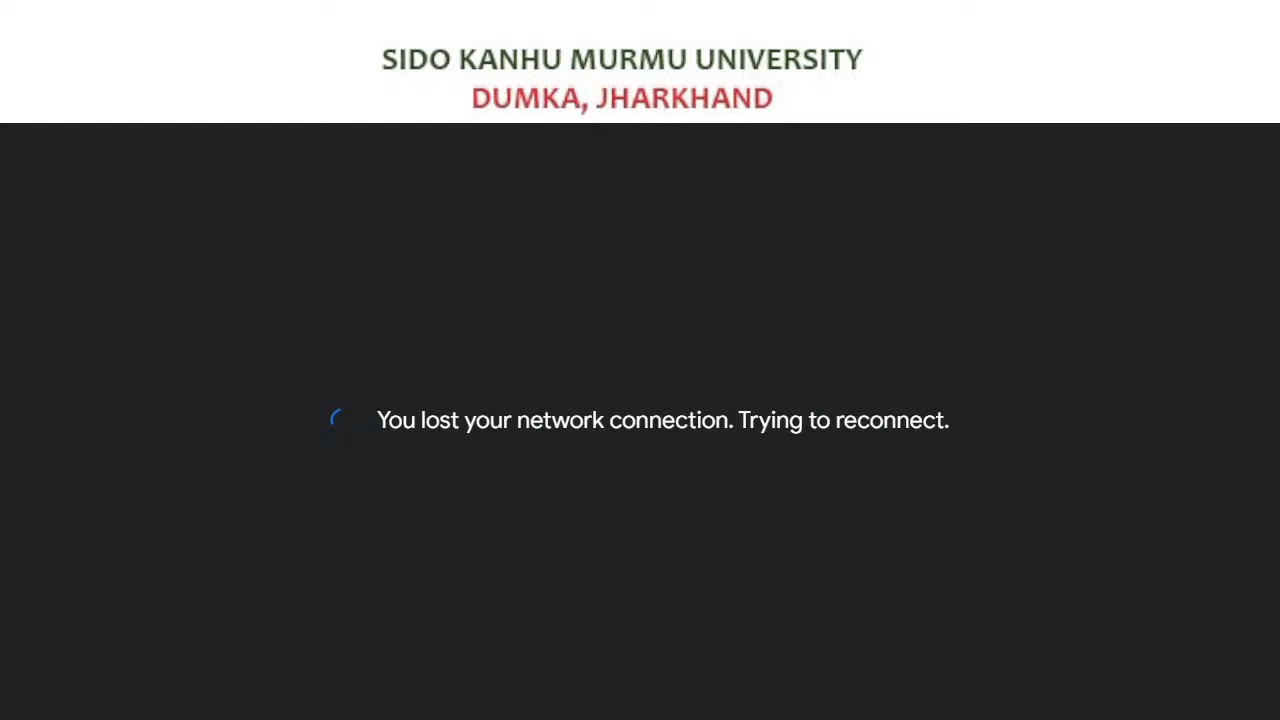 SIDO KANHU MURMU UNIVERSITY
DUMKA, JHARKHAND
You lost your network connection. Trying to reconnect.